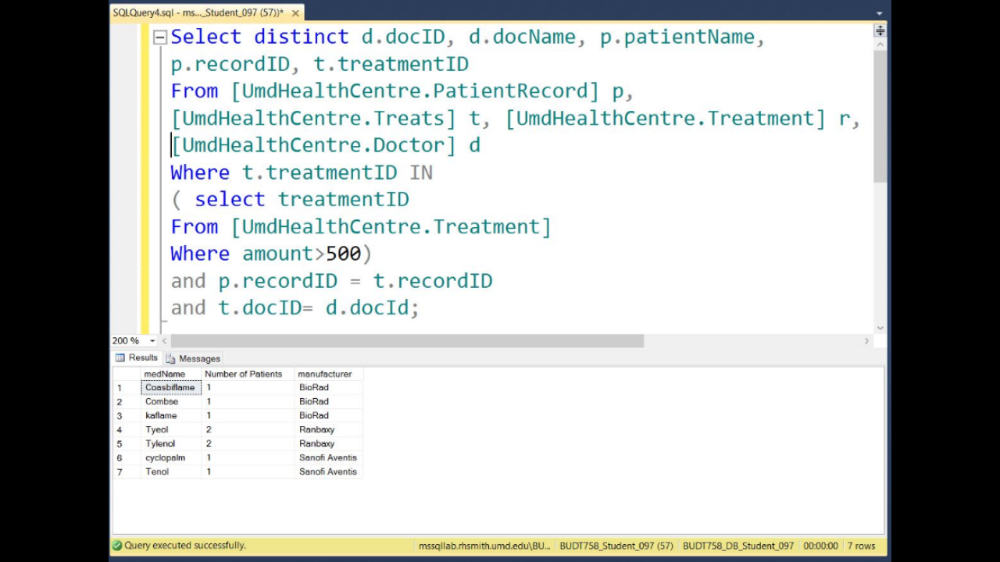 SQLQuery4.sql - ms..._Student_097 (57))*
Select distinct d.docID, d.docName, p.patientName,
p.recordID, t.treatmentID
From [UmdHealthCentre.PatientRecord] p,
[UmdHealthCentre.Treats] t, [UmdHealthCentre.Treatment] r,
[UmdHealthCentre.Doctor] d
Where t.treatmentID IN
( select treatmentID
From [UmdHealthCentre.Treatment]
Where amount>500)
and p.recordID = t.recordID
and t.docID= d.docId;
200 %
Results Messages
medName Number of Patients manufacturer
1 Coasbiflame 1 BioRad
2 Combse 1 BioRad
3 kaflame 1 BioRad
4 Tyeol 2 Ranbaxy
5 Tylenol 2 Ranbaxy
6 cyclopalm 1 Sanofi Aventis
7 Tenol 1 Sanofi Aventis
Query executed successfully. mssqllab.rhsmith.umd.edu\BU... BUDT758_Student_097 (57) BUDT758_DB_Student_097 00:00:00 7 rows